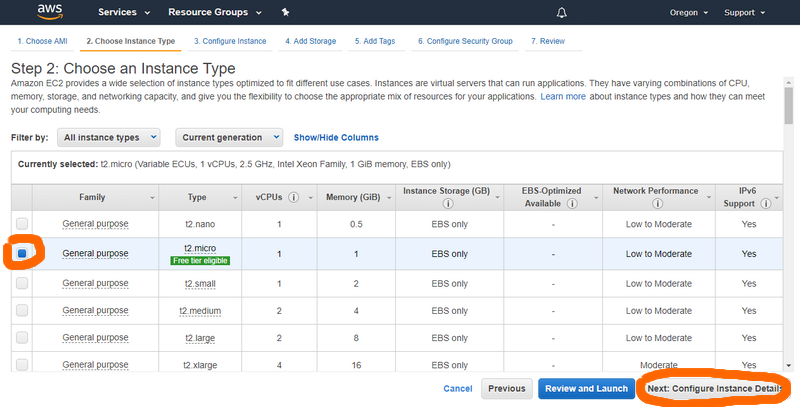 aws Services Resource Groups Oregon Support
1. Choose AMI 2. Choose Instance Type 3. Configure Instance 4. Add Storage 5. Add Tags 6. Configure Security Group 7. Review
Step 2: Choose an Instance Type
Amazon EC2 provides a wide selection of instance types optimized to fit different use cases. Instances are virtual servers that can run applications. They have varying combinations of CPU,
memory, storage, and networking capacity, and give you the flexibility to choose the appropriate mix of resources for your applications. Learn more about instance types and how they can meet
your computing needs.
Filter by: All instance types Current generation Show/Hide Columns
Currently selected: t2.micro (Variable ECUs, 1 vCPUs, 2.5 GHz, Intel Xeon Family, 1 GiB memory, EBS only)
Family Type vCPUs Memory (GiB) Instance Storage (GB) EBS-Optimized Available Network Performance IPv6 Support
General purpose t2.nano 1 0.5 EBS only - Low to Moderate Yes
General purpose t2.micro Free tier eligible 1 1 EBS only - Low to Moderate Yes
General purpose t2.small 1 2 EBS only - Low to Moderate Yes
General purpose t2.medium 2 4 EBS only - Low to Moderate Yes
General purpose t2.large 2 8 EBS only - Low to Moderate Yes
General purpose t2.xlarge 4 16 EBS only - Moderate Yes
Cancel Previous Review and Launch Next: Configure Instance Details